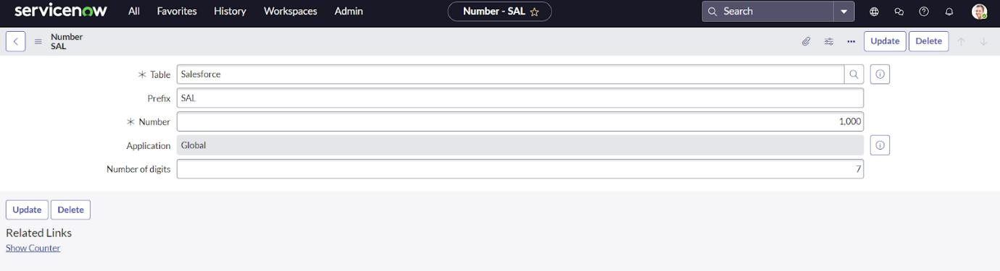 servicenow All Favorites History Workspaces Admin Number - SAL Search
Number
SAL
Update Delete
* Table Salesforce
Prefix SAL
* Number 1,000
Application Global
Number of digits 7
Update Delete
Related Links
Show Counter